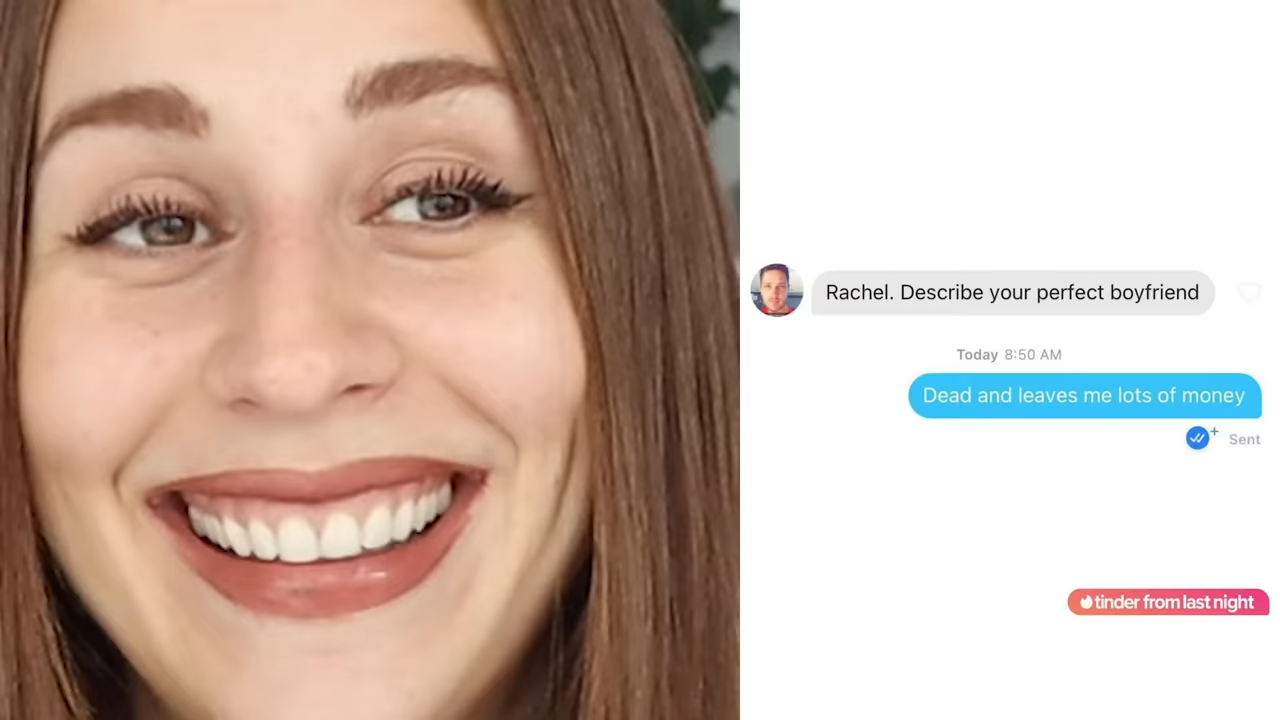 Rachel. Describe your perfect boyfriend
Today 8:50 AM
Dead and leaves me lots of money
Sent
tinder from last night